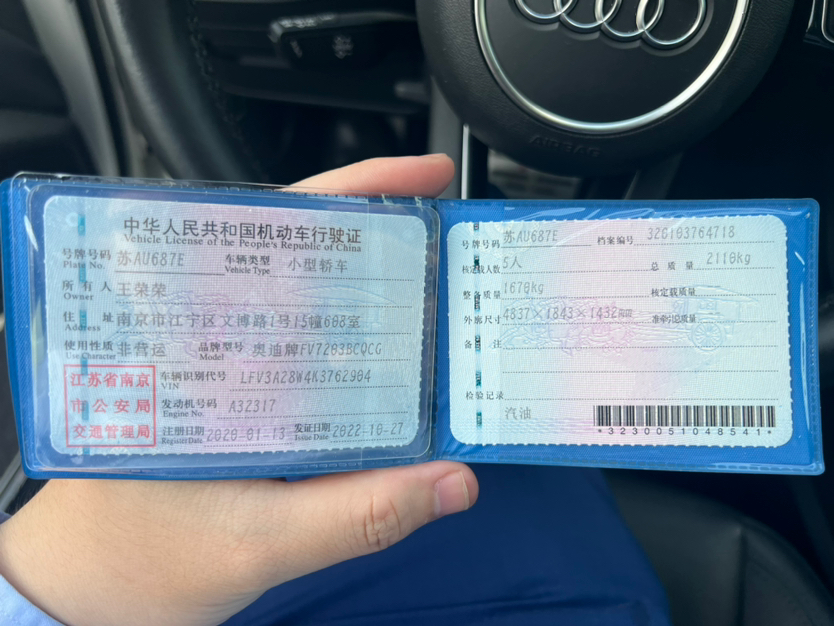 中华人民共和国机动车行驶证
Vehicle License of the People's Republic of China
号牌号码 苏AU687E 车辆类型 小型轿车
Plate No. Vehicle Type
所有人 王荣荣
Owner
住址 南京市江宁区文博路1号15幢608室
Address
使用性质 非营运 品牌型号 奥迪牌FV7203BCQCG
Use Character Model
江苏省南京
市公安局
交通管理局
车辆识别代号 LFV3A28W4K3762904
VIN
发动机号码 A32317
Engine No.
注册日期 2020-01-13 发证日期 2022-10-27
Register Date Issue Date
号牌号码 苏AU687E 档案编号 320103764718
核定载人数 5人 总质量 2110kg
整备质量 1670kg 核定载质量
外廓尺寸 4837×1843×1432 准牵引总质量
备注
检验记录
汽油
*3230051048541*
AIRBAG